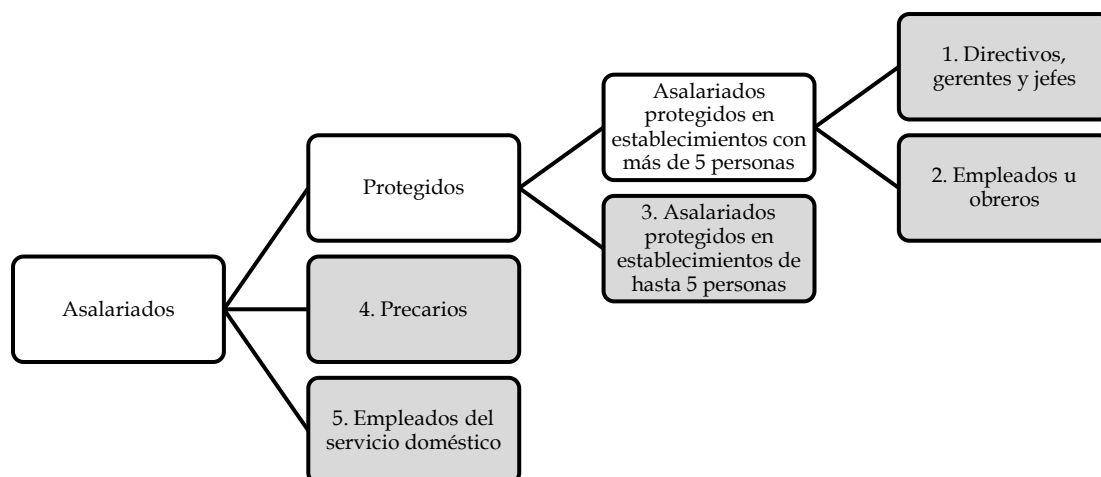 Asalariados
Protegidos
4. Precarios
5. Empleados del
servicio doméstico
Asalariados
protegidos en
establecimientos con
más de 5 personas
3. Asalariados
protegidos en
establecimientos de
hasta 5 personas
1. Directivos,
gerentes y jefes
2. Empleados u
obreros